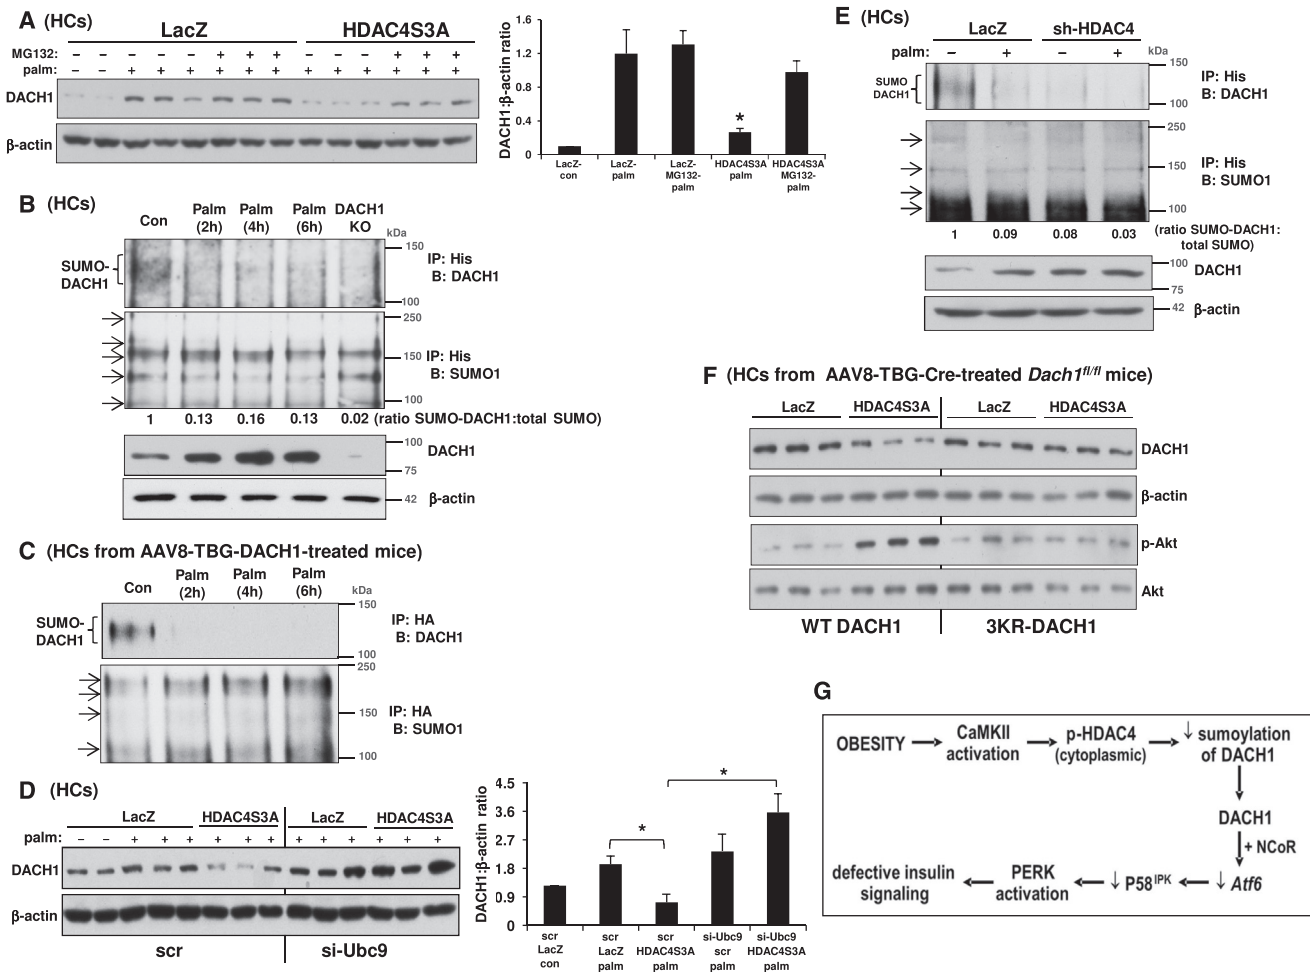 A (HCs)
LacZ HDAC4S3A
MG132: – – – – – + + + – – – + + +
palm: – – + + + + + + + + + + + +
DACH1
β-actin
DACH1:β-actin ratio
1.6
1.2
0.8
0.4
0
*
LacZ-con
LacZ-palm
LacZ-MG132-palm
HDAC4S3A palm
HDAC4S3A MG132-palm
B (HCs)
Con Palm (2h) Palm (4h) Palm (6h) DACH1 KO
kDa
150
SUMO-DACH1
IP: His
B: DACH1
100
250
150
IP: His
B: SUMO1
100
1 0.13 0.16 0.13 0.02 (ratio SUMO-DACH1:total SUMO)
100
DACH1
75
42 β-actin
C (HCs from AAV8-TBG-DACH1-treated mice)
Con Palm (2h) Palm (4h) Palm (6h)
kDa
150
SUMO-DACH1
IP: HA
B: DACH1
100
250
150
IP: HA
B: SUMO1
100
D (HCs)
LacZ HDAC4S3A LacZ HDAC4S3A
palm: – – + + + + + + + + + + + +
DACH1
β-actin
scr si-Ubc9
DACH1:β-actin ratio
4.5
3.6
2.7
1.8
0.9
0
*
*
scr LacZ con
scr LacZ palm
scr HDAC4S3A palm
si-Ubc9 scr palm
si-Ubc9 HDAC4S3A palm
E (HCs)
LacZ sh-HDAC4
palm: – + – +
kDa
150
SUMO DACH1
IP: His
B: DACH1
100
250
150
IP: His
B: SUMO1
100
1 0.09 0.08 0.03 (ratio SUMO-DACH1:
total SUMO)
100
DACH1
75
42 β-actin
F (HCs from AAV8-TBG-Cre-treated Dach1fl/fl mice)
LacZ HDAC4S3A LacZ HDAC4S3A
DACH1
β-actin
p-Akt
Akt
WT DACH1 3KR-DACH1
G
OBESITY → CaMKII activation → p-HDAC4 (cytoplasmic) → ↓ sumoylation of DACH1
DACH1
+ NCoR
defective insulin signaling ← PERK activation ← ↓ P58IPK ← ↓ Atf6